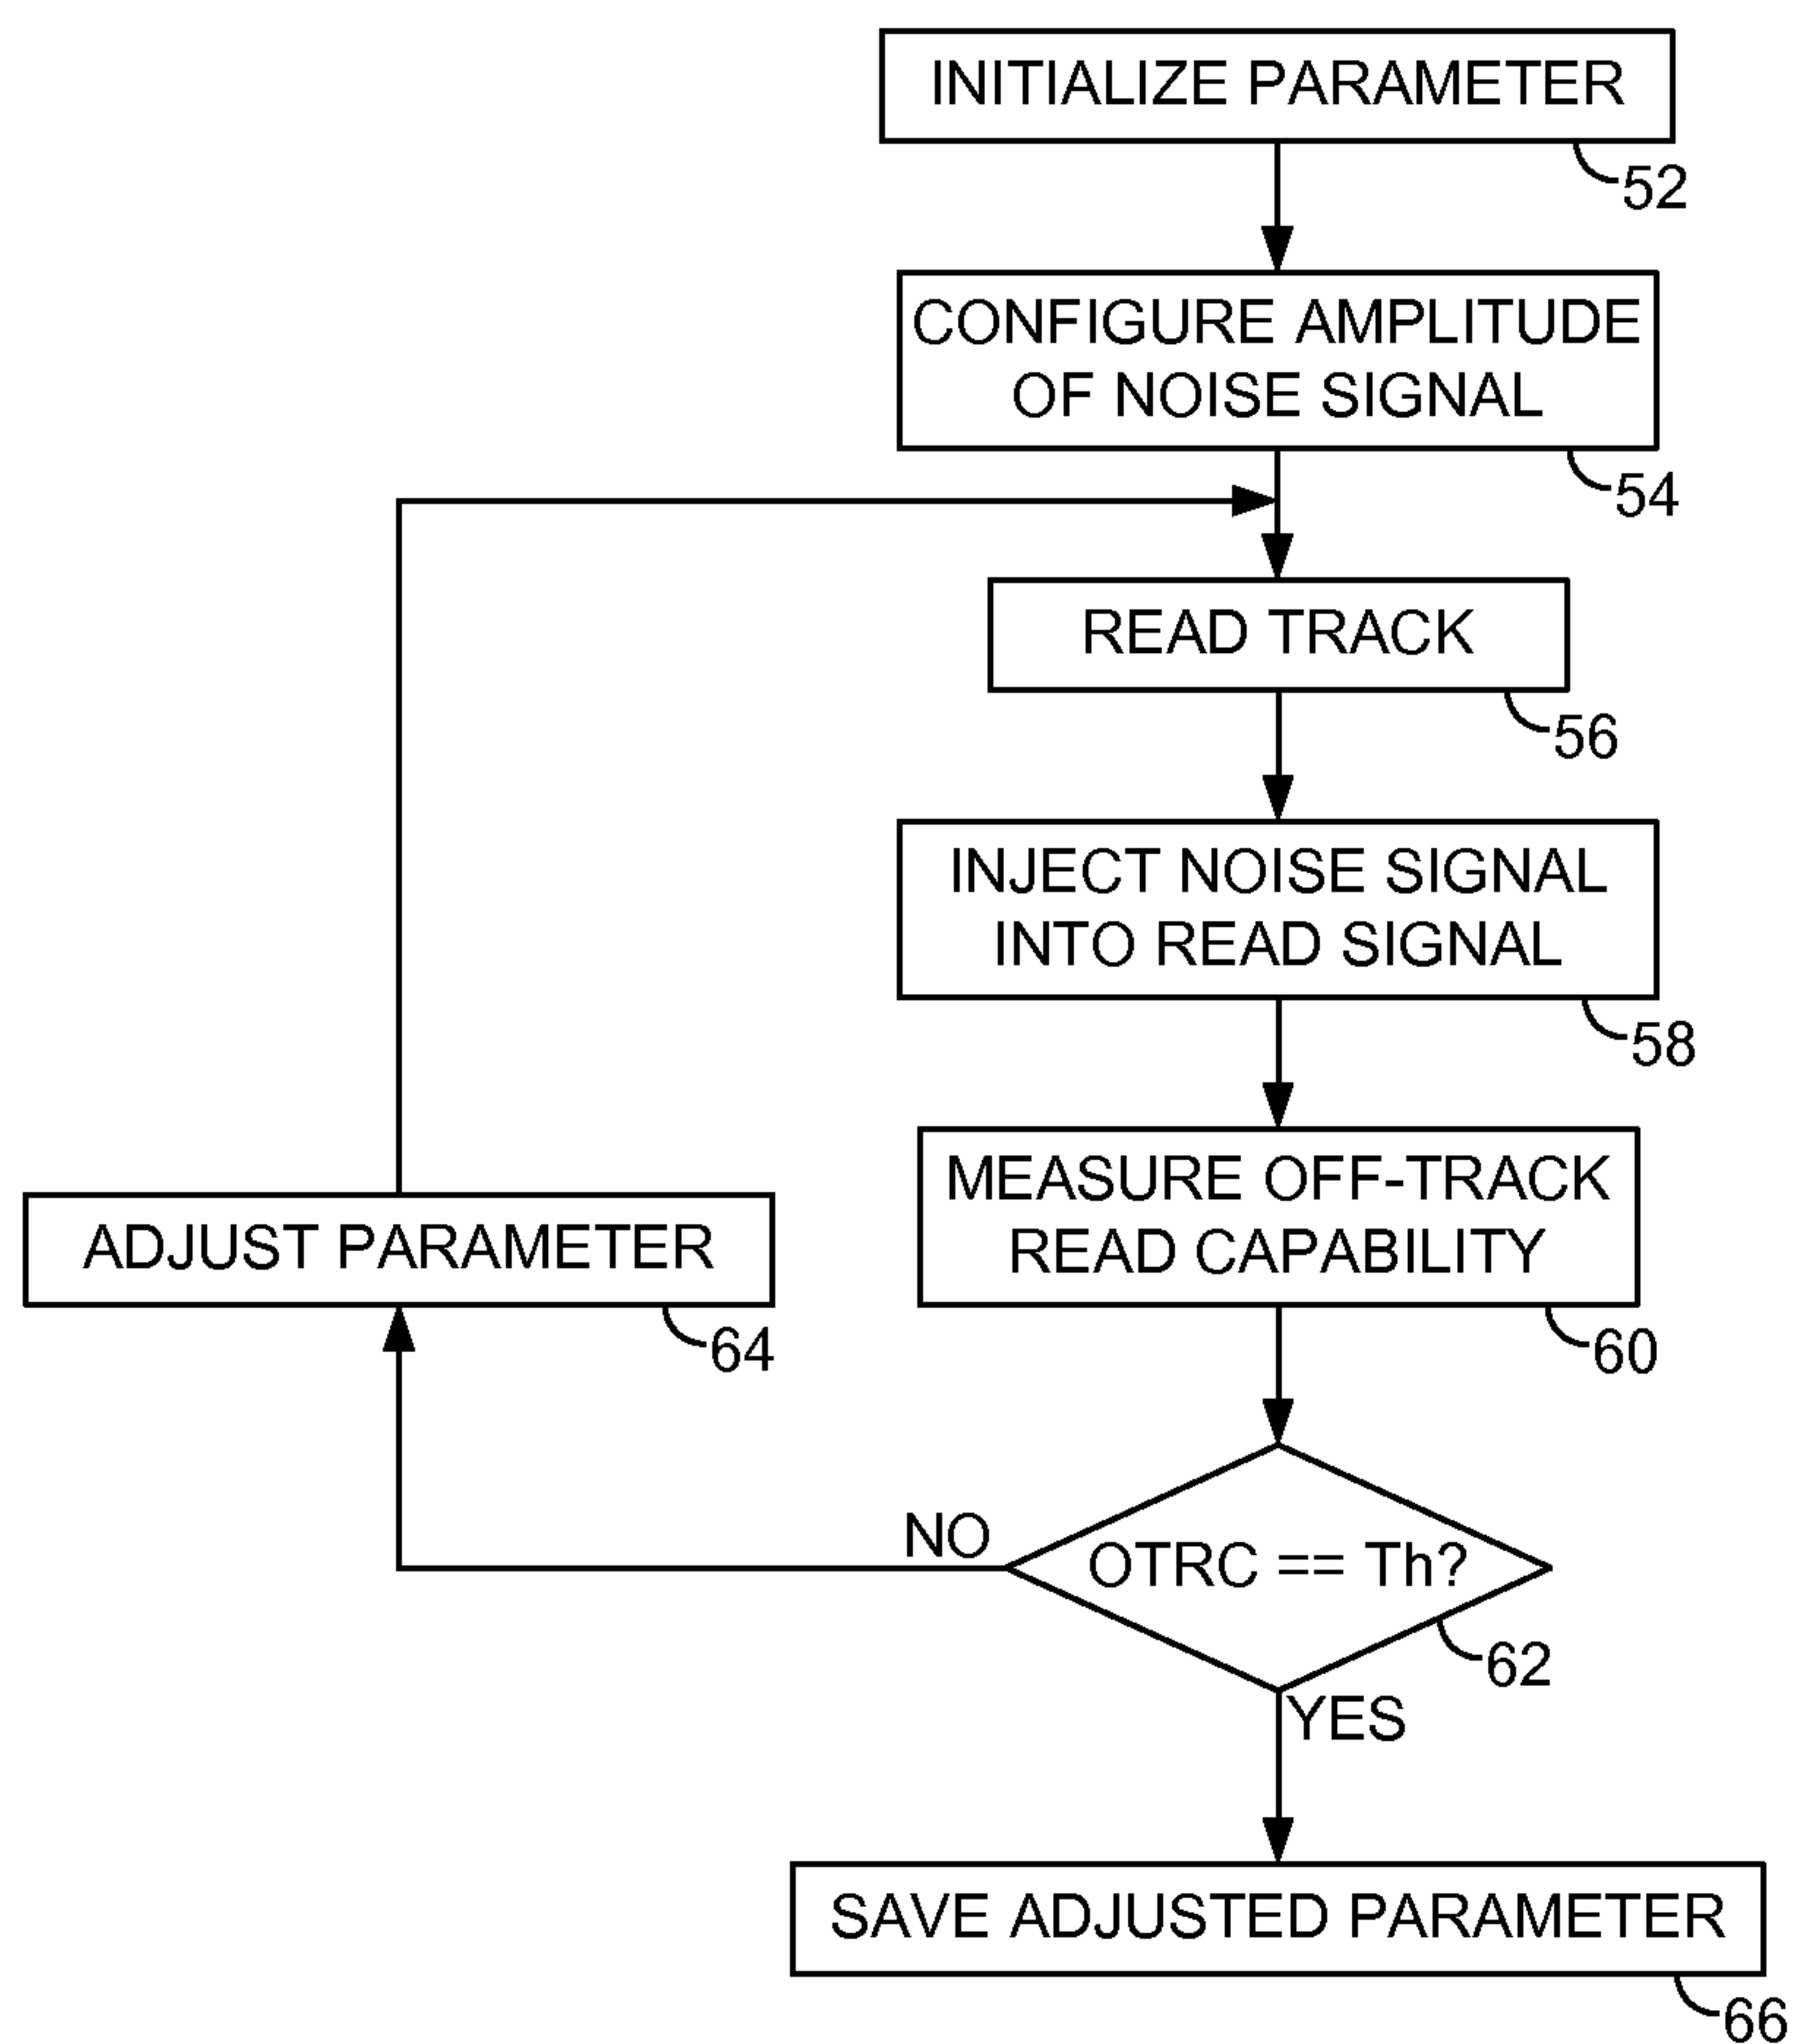 INITIALIZE PARAMETER
52
CONFIGURE AMPLITUDE
OF NOISE SIGNAL
54
READ TRACK
56
INJECT NOISE SIGNAL
INTO READ SIGNAL
58
MEASURE OFF-TRACK
READ CAPABILITY
60
ADJUST PARAMETER
64
NO
OTRC == Th?
62
YES
SAVE ADJUSTED PARAMETER
66